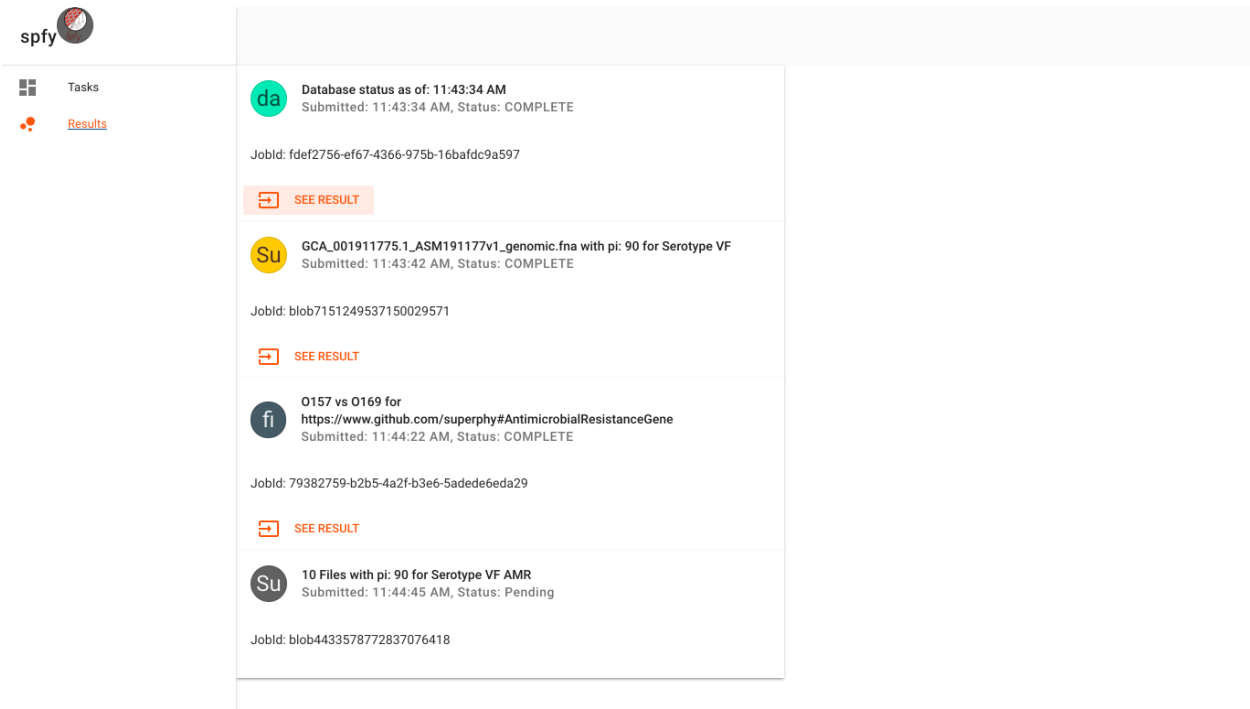 spfy
Tasks
Results
da
Database status as of: 11:43:34 AM
Submitted: 11:43:34 AM, Status: COMPLETE
JobId: fdef2756-ef67-4366-975b-16bafdc9a597
SEE RESULT
Su
GCA_001911775.1_ASM191177v1_genomic.fna with pi: 90 for Serotype VF
Submitted: 11:43:42 AM, Status: COMPLETE
JobId: blob7151249537150029571
SEE RESULT
fi
O157 vs O169 for
https://www.github.com/superphy#AntimicrobialResistanceGene
Submitted: 11:44:22 AM, Status: COMPLETE
JobId: 79382759-b2b5-4a2f-b3e6-5adede6eda29
SEE RESULT
Su
10 Files with pi: 90 for Serotype VF AMR
Submitted: 11:44:45 AM, Status: Pending
JobId: blob4433578772837076418